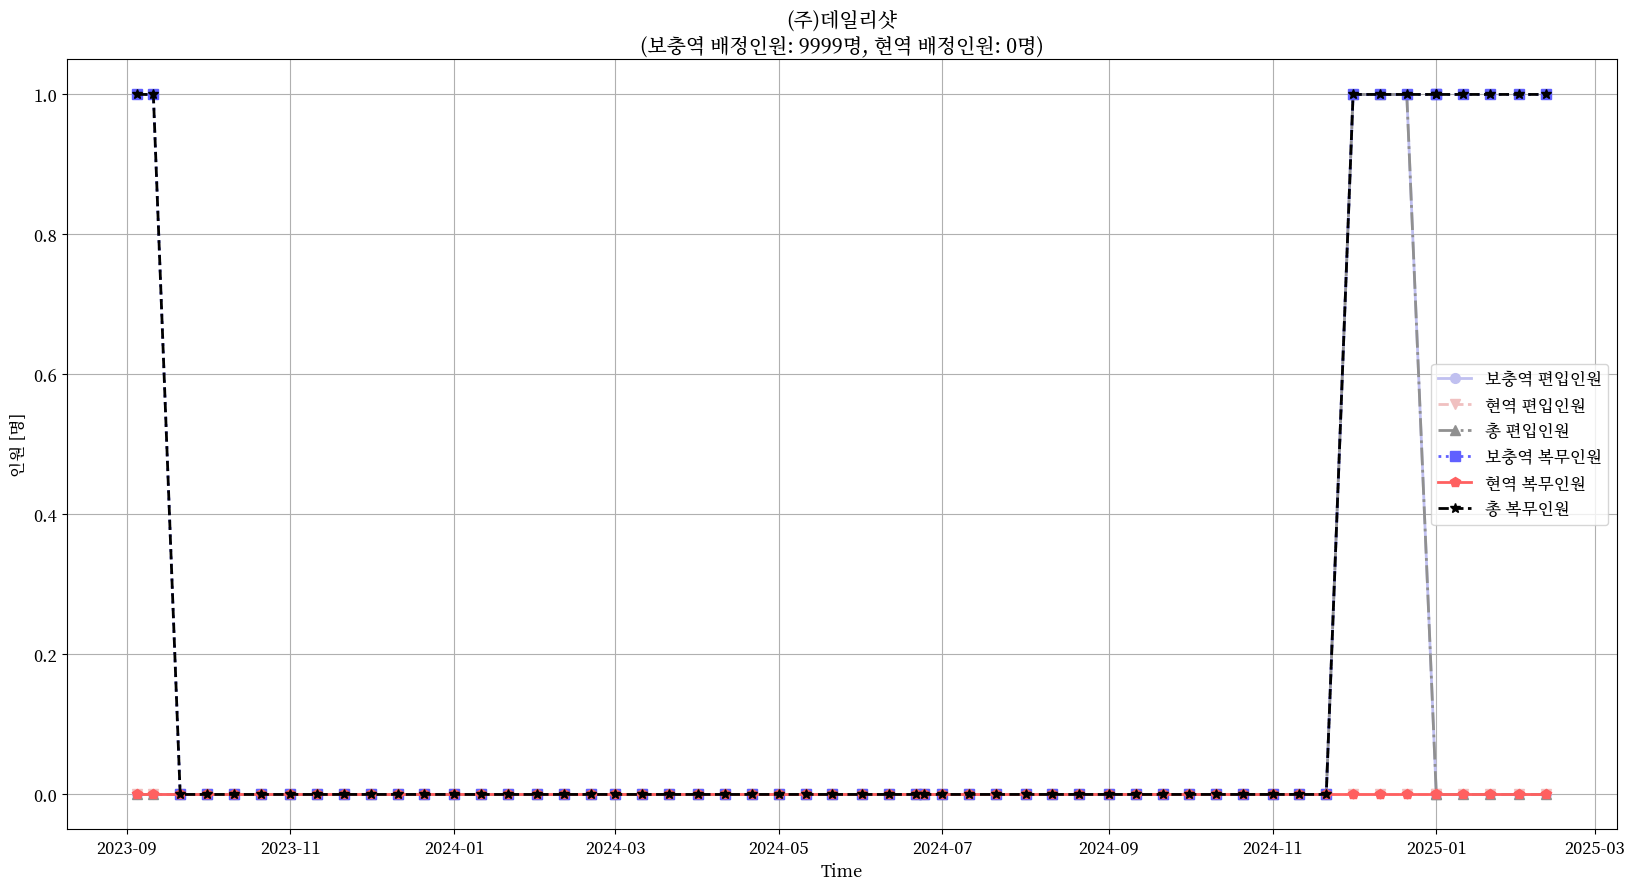 (주)데일리샷
(보충역 배정인원: 9999명, 현역 배정인원: 0명)
인원 [명]
1.0
0.8
0.6
0.4
0.2
0.0
보충역 편입인원
현역 편입인원
총 편입인원
보충역 복무인원
현역 복무인원
총 복무인원
2023-09 2023-11 2024-01 2024-03 2024-05 2024-07 2024-09 2024-11 2025-01 2025-03
Time